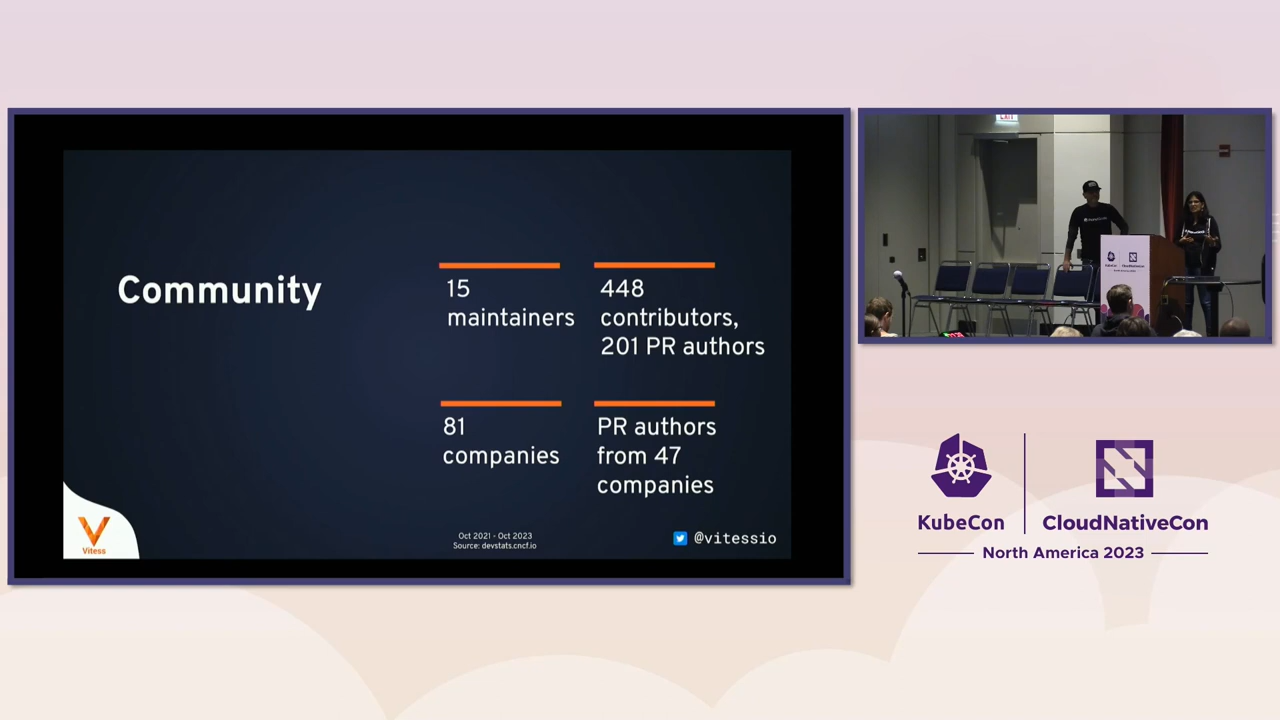 Community
15
maintainers
448
contributors,
201 PR authors
81
companies
PR authors
from 47
companies
Vitess
Oct 2021 - Oct 2023
Source: devstats.cncf.io
@vitessio
EXIT
KubeCon
CloudNativeCon
North America 2023